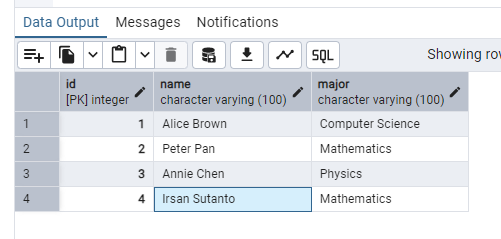 Data Output Messages Notifications
SQL Showing rov
id name major
[PK] integer character varying (100) character varying (100)
1 1 Alice Brown Computer Science
2 2 Peter Pan Mathematics
3 3 Annie Chen Physics
4 4 Irsan Sutanto Mathematics